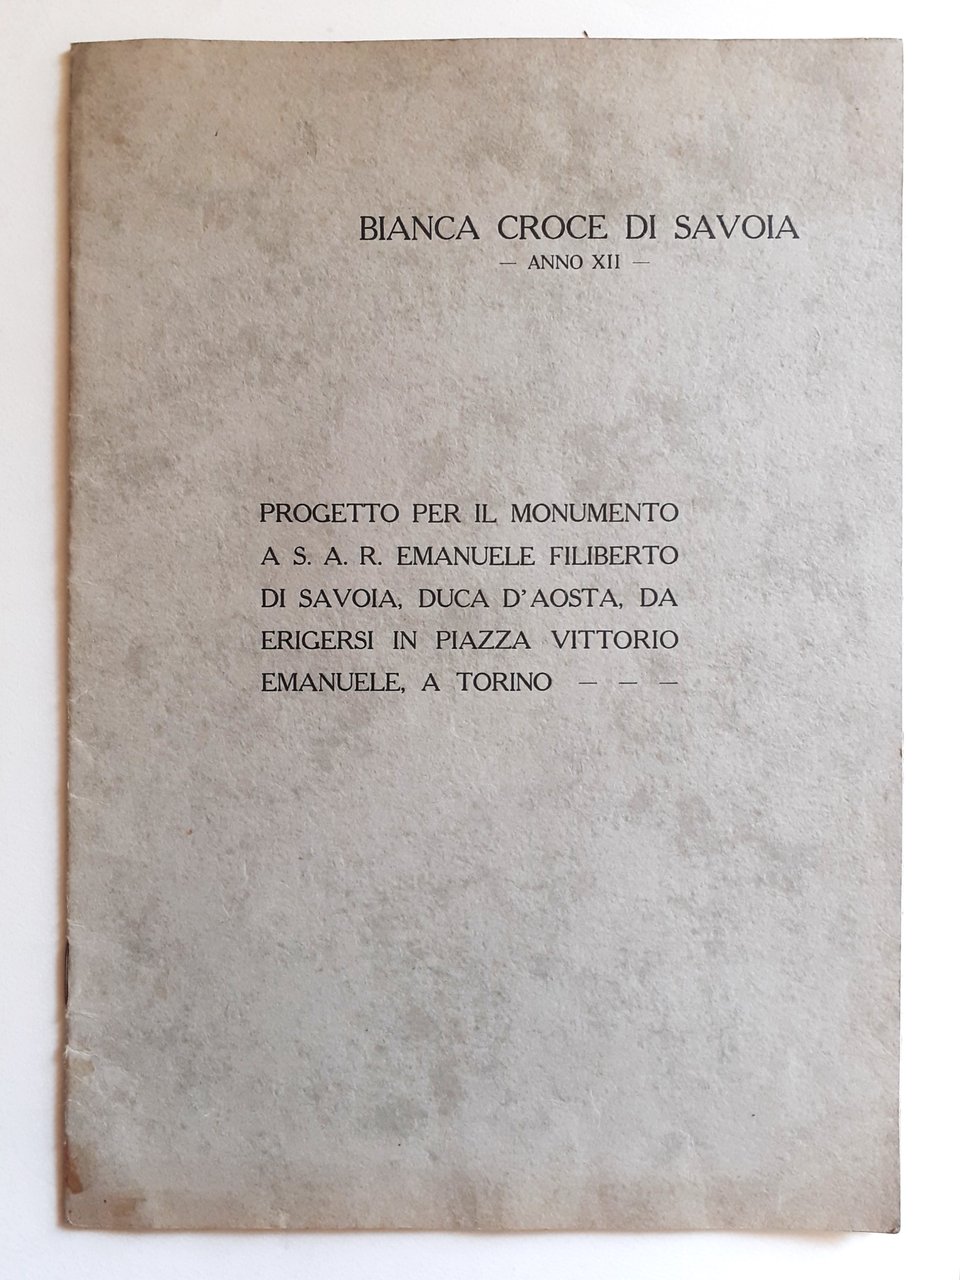 BIANCA CROCE DI SAVOIA
— ANNO XII —
PROGETTO PER IL MONUMENTO
A S. A. R. EMANUELE FILIBERTO
DI SAVOIA, DUCA D'AOSTA, DA
ERIGERSI IN PIAZZA VITTORIO
EMANUELE, A TORINO — — —